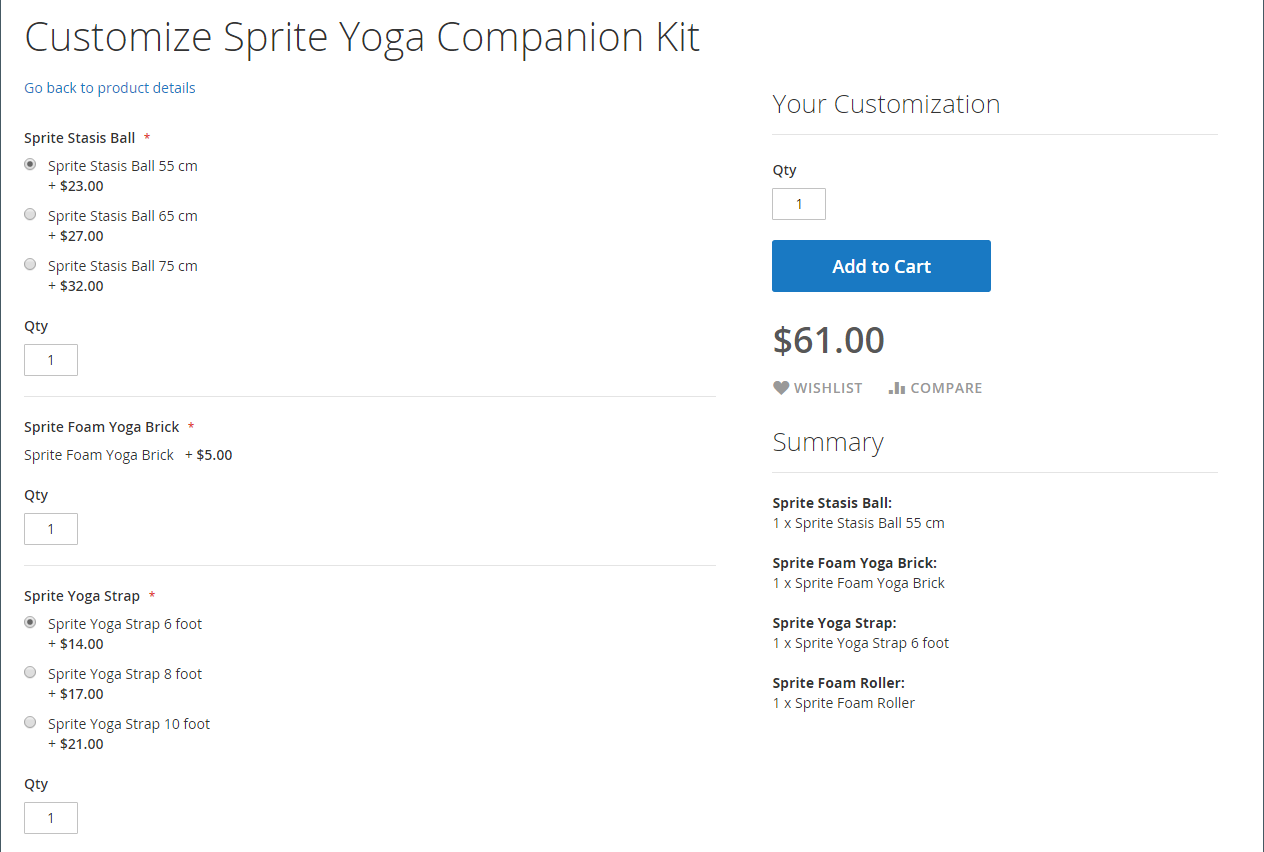 Customize Sprite Yoga Companion Kit
Go back to product details
Sprite Stasis Ball *
Sprite Stasis Ball 55 cm
+ $23.00
Sprite Stasis Ball 65 cm
+ $27.00
Sprite Stasis Ball 75 cm
+ $32.00
Qty
1
Sprite Foam Yoga Brick *
Sprite Foam Yoga Brick + $5.00
Qty
1
Sprite Yoga Strap *
Sprite Yoga Strap 6 foot
+ $14.00
Sprite Yoga Strap 8 foot
+ $17.00
Sprite Yoga Strap 10 foot
+ $21.00
Qty
1
Your Customization
Qty
1
Add to Cart
$61.00
WISHLIST COMPARE
Summary
Sprite Stasis Ball:
1 x Sprite Stasis Ball 55 cm
Sprite Foam Yoga Brick:
1 x Sprite Foam Yoga Brick
Sprite Yoga Strap:
1 x Sprite Yoga Strap 6 foot
Sprite Foam Roller:
1 x Sprite Foam Roller